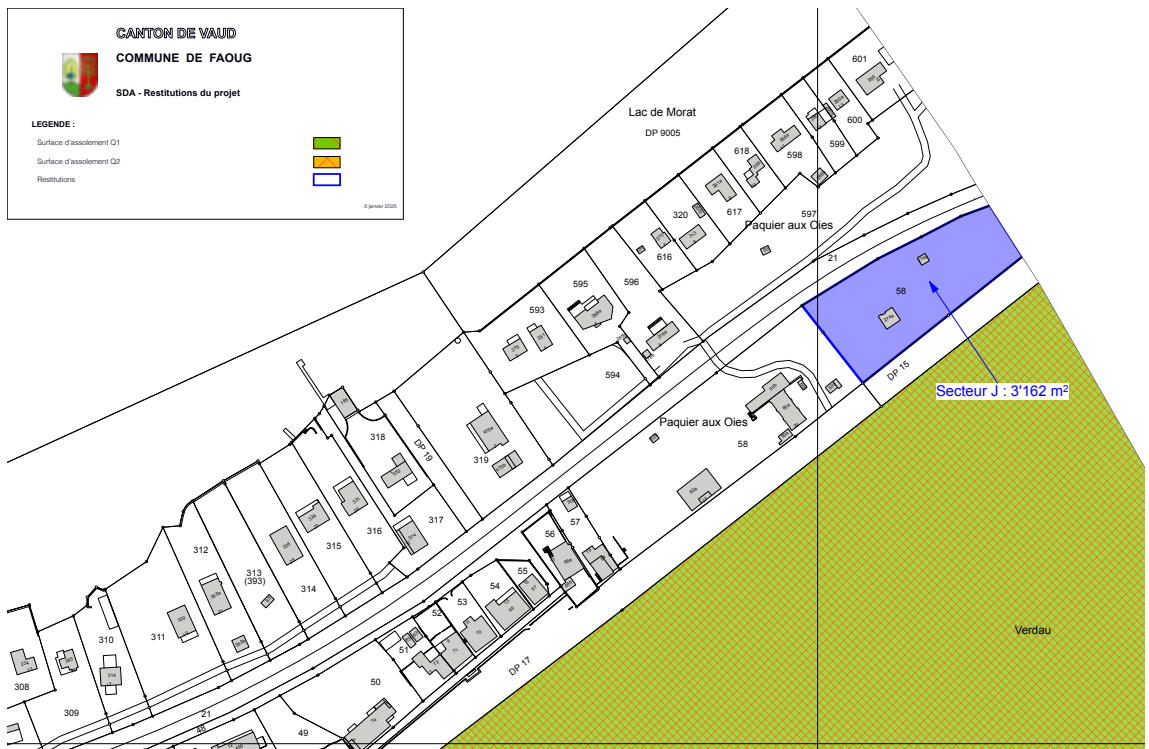 CANTON DE VAUD
COMMUNE DE FAOUG
SDA - Restitutions du projet
LEGENDE :
Surface d'assolement Q1
Surface d'assolement Q2
Restitutions
6 janvier 2026
Lac de Morat
DP 9005
601
600
599
598
618
617
320
616
597
Paquier aux Oies
21
58
596
595
593
594
DP 15
Secteur J : 3'162 m²
Paquier aux Oies
58
318
DP 19
319
317
316
315
314
313
(393)
312
311
310
309
308
57
56
55
54
53
52
51
50
49
48
21
DP 17
Verdau